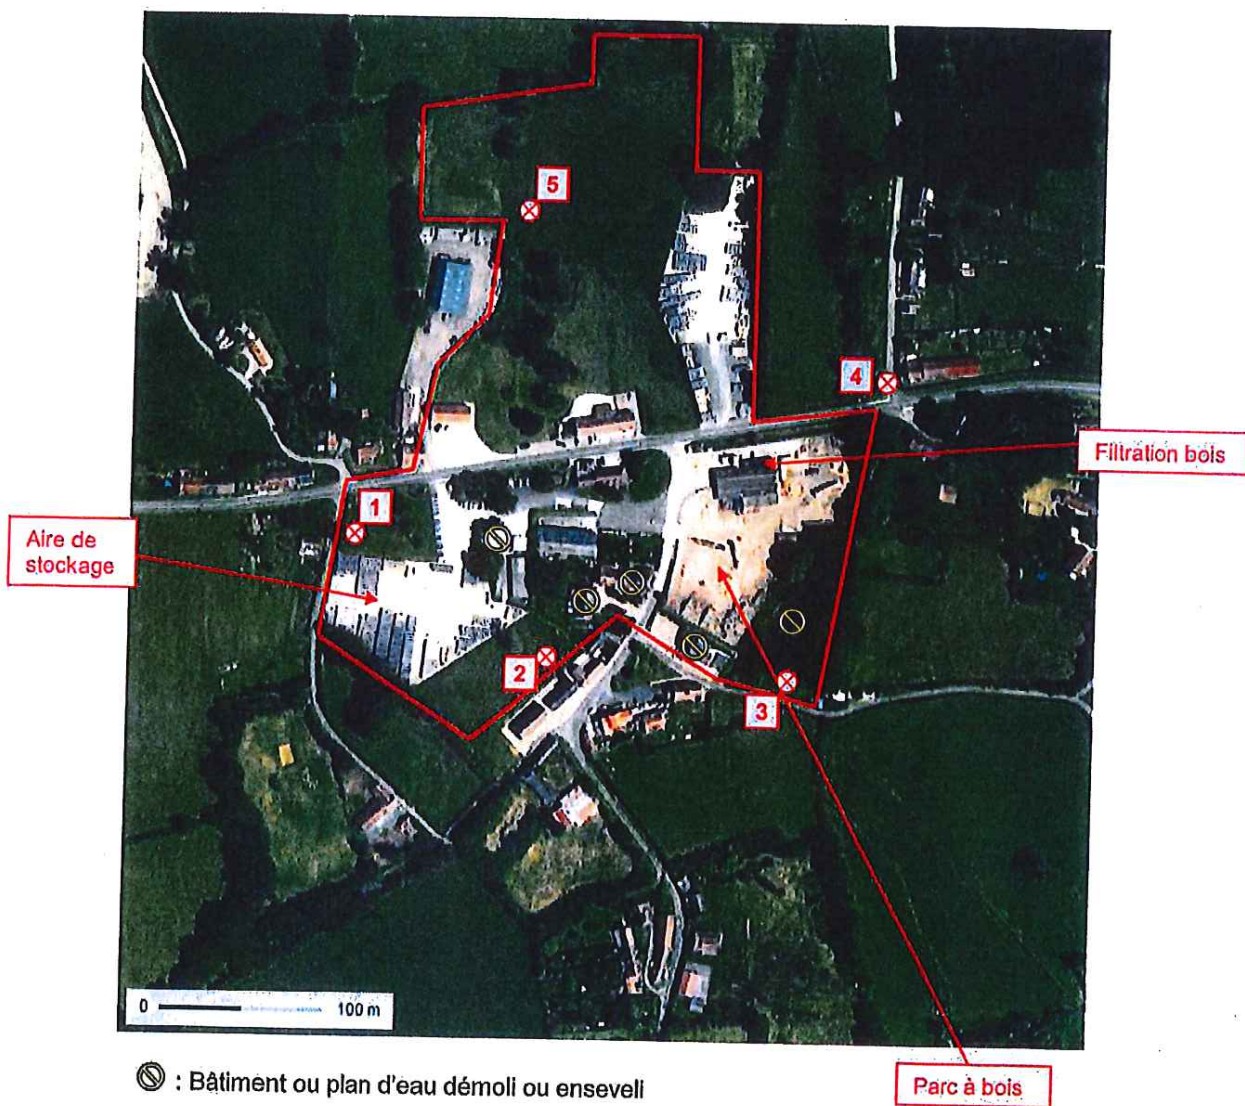 5
4
Filtration bois
1
Aire de
stockage
2
3
0 100 m
: Bâtiment ou plan d'eau démoli ou enseveli
Parc à bois